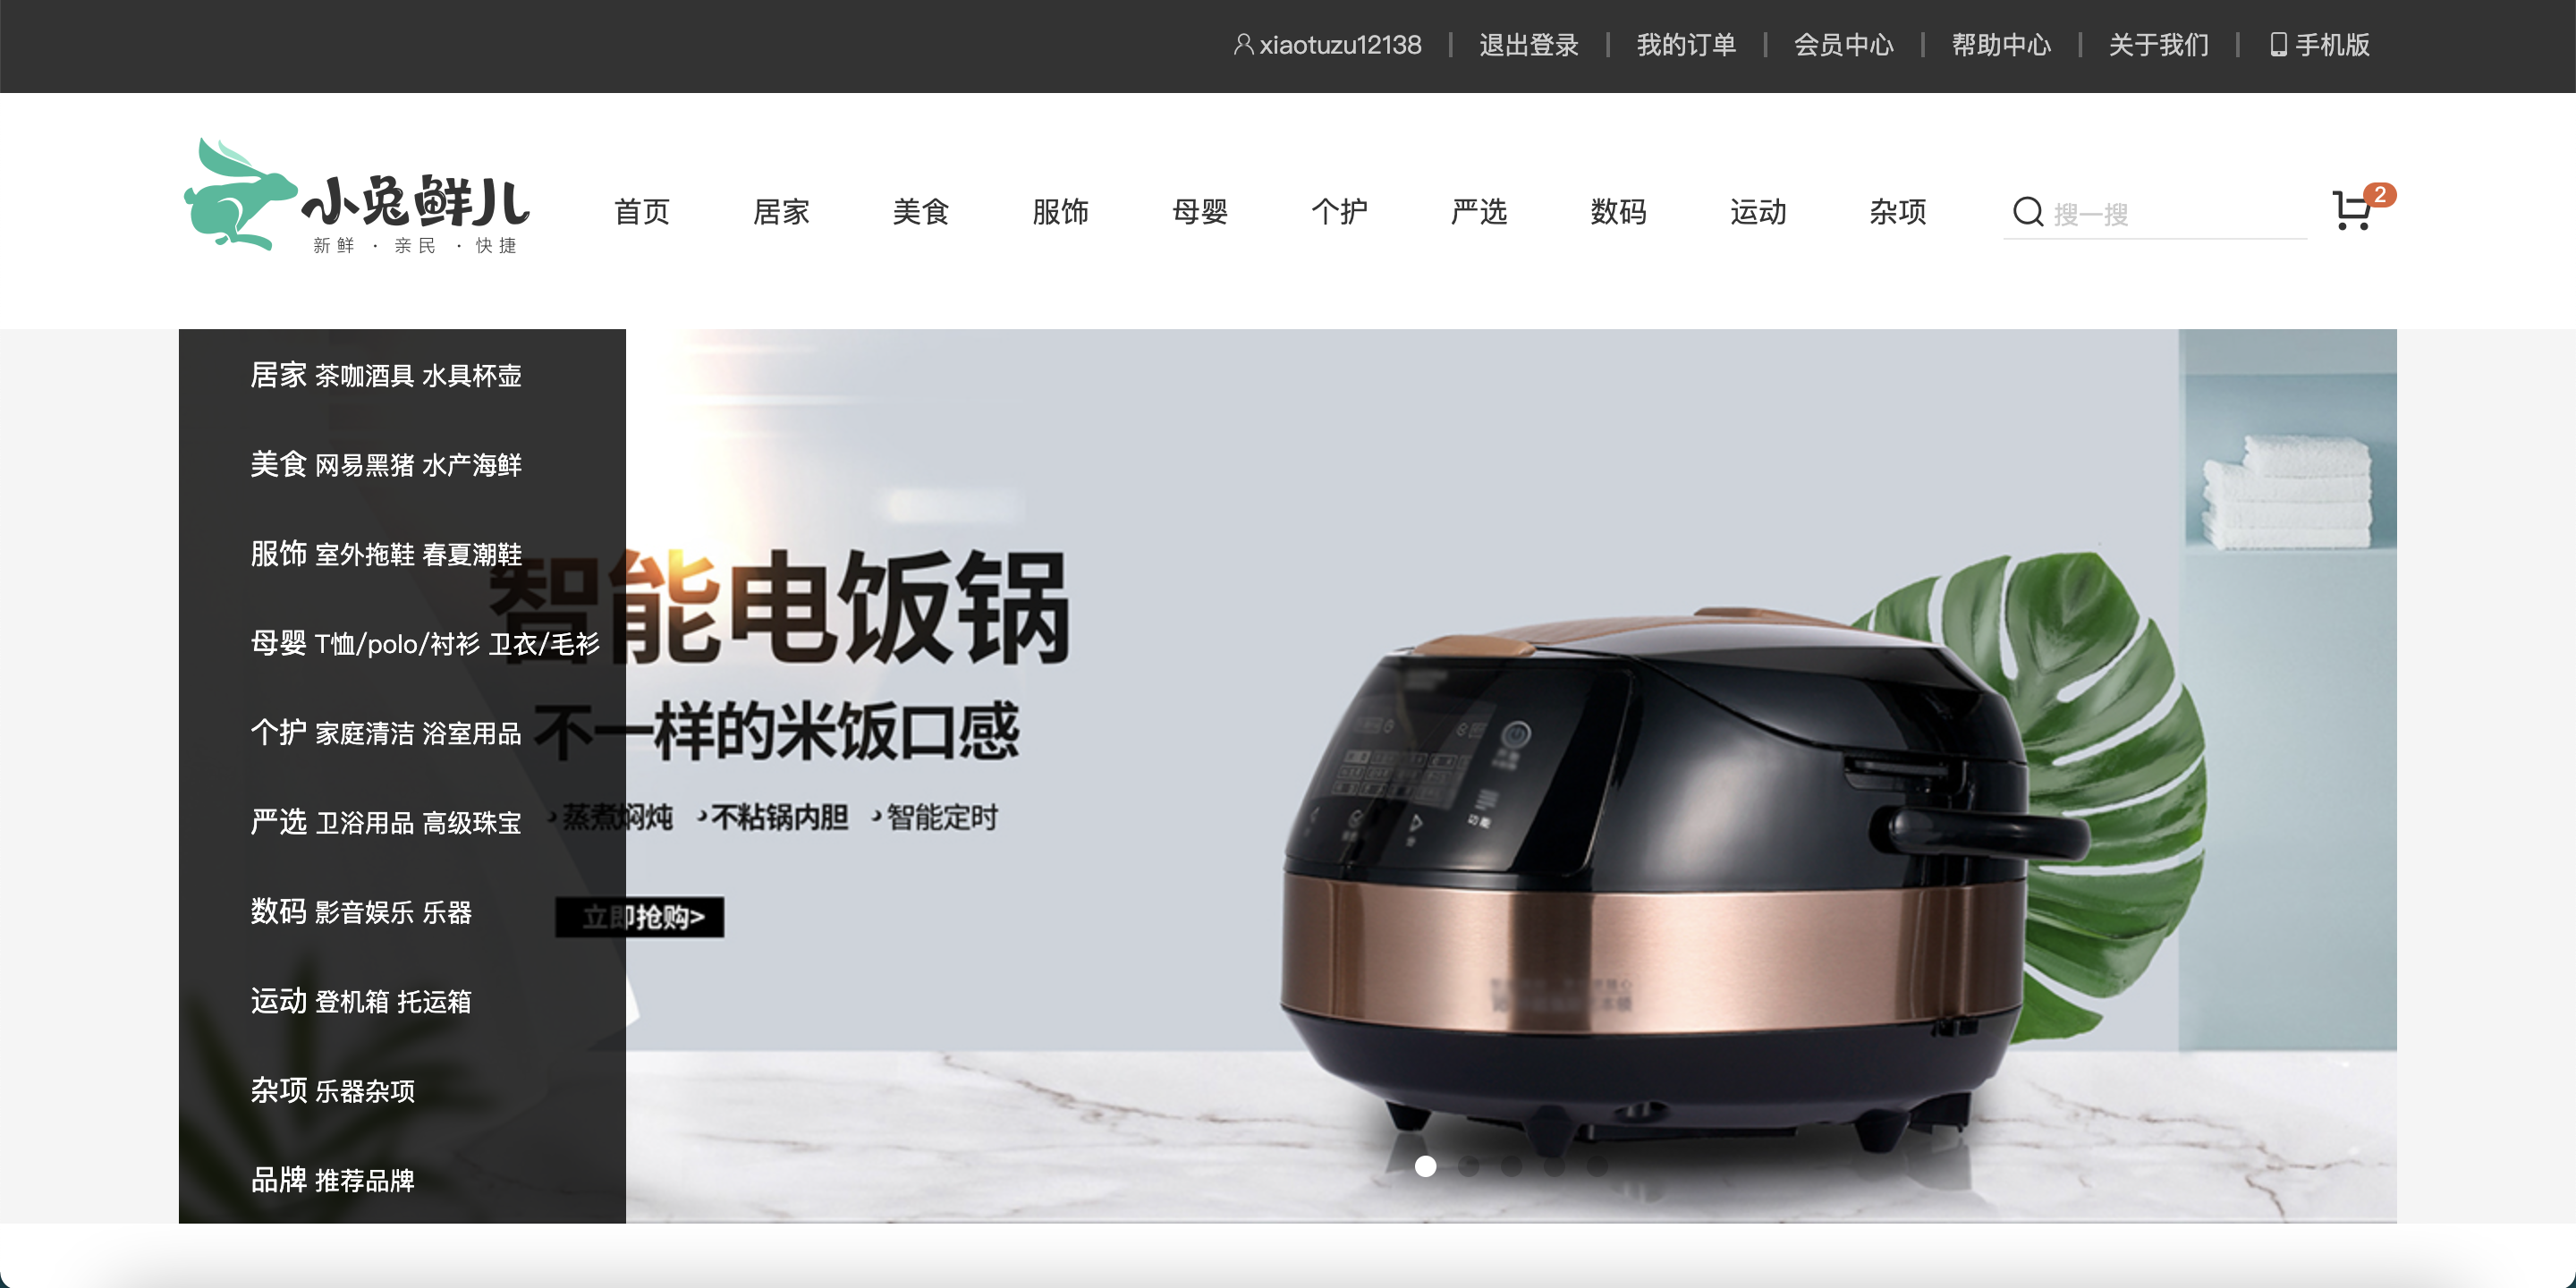 xiaotuzu12138 | 退出登录 | 我的订单 | 会员中心 | 帮助中心 | 关于我们 | 手机版
小兔鲜儿
新鲜 · 亲民 · 快捷
首页 居家 美食 服饰 母婴 个护 严选 数码 运动 杂项
搜一搜
2
居家 茶咖酒具 水具杯壶
美食 网易黑猪 水产海鲜
服饰 室外拖鞋 春夏潮鞋
母婴 T恤/polo/衬衫 卫衣/毛衫
个护 家庭清洁 浴室用品
严选 卫浴用品 高级珠宝
数码 影音娱乐 乐器
运动 登机箱 托运箱
杂项 乐器杂项
品牌 推荐品牌
智能电饭锅
不一样的米饭口感
蒸煮焖炖 不粘锅内胆 智能定时
立即抢购>
功能